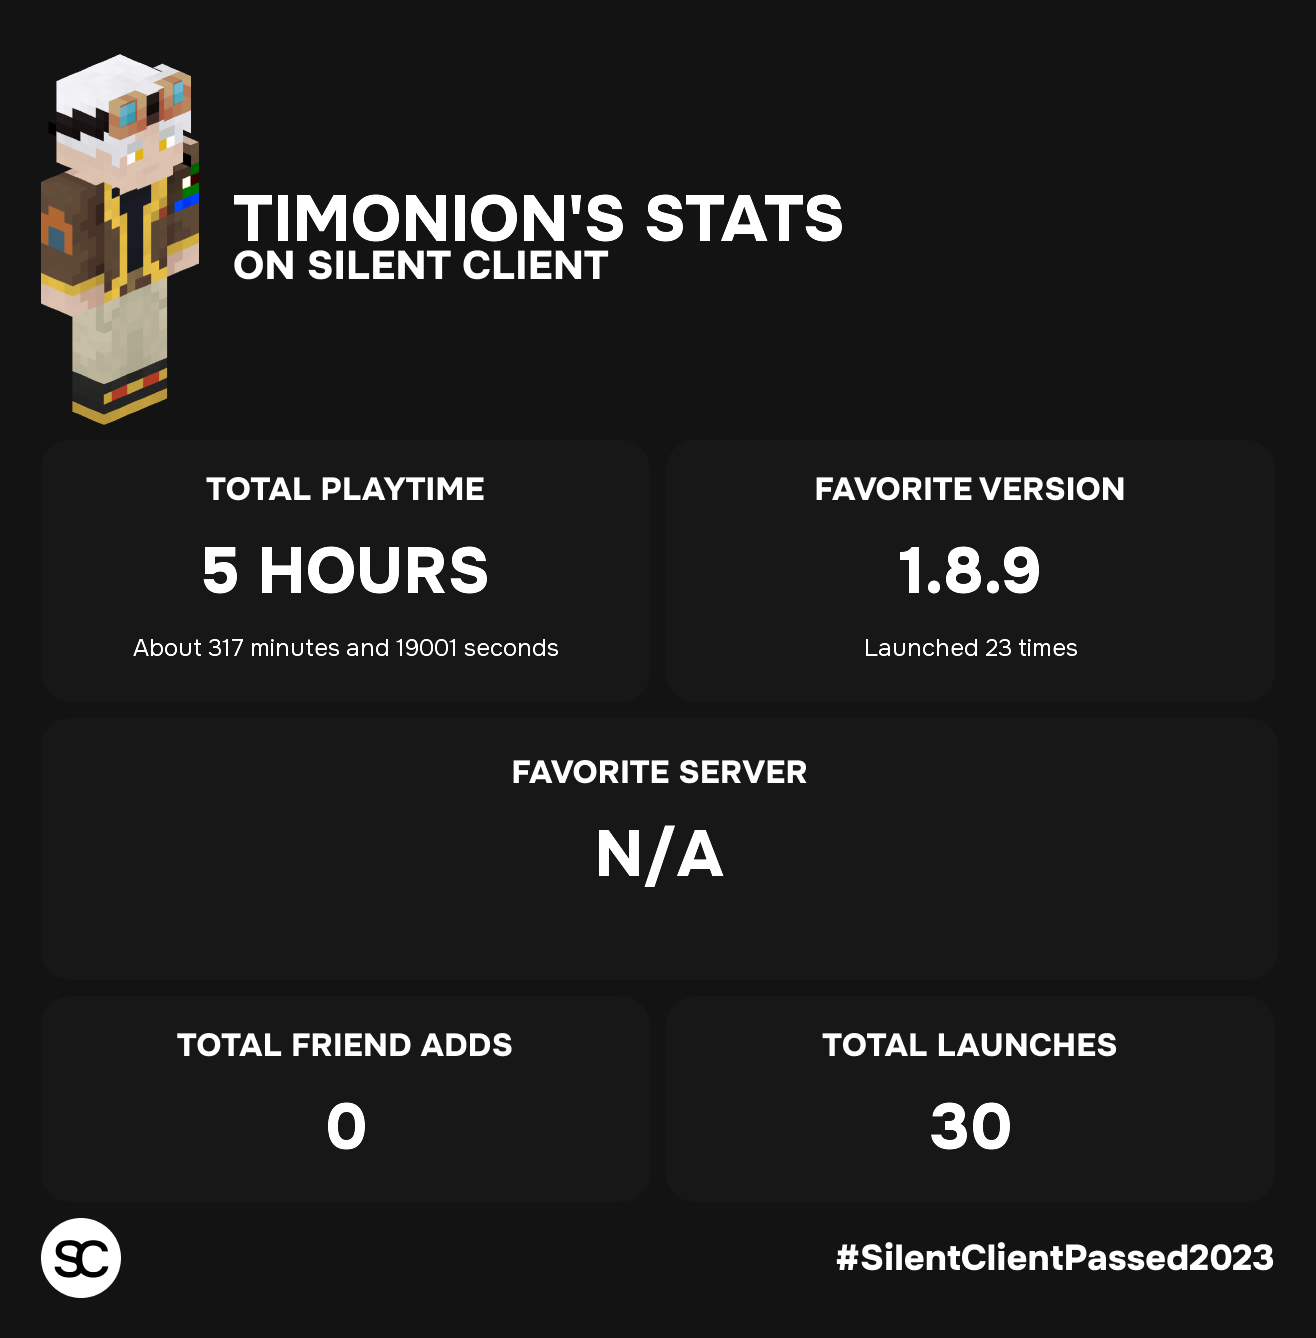 TIMONION'S STATS
ON SILENT CLIENT
TOTAL PLAYTIME
5 HOURS
About 317 minutes and 19001 seconds
FAVORITE VERSION
1.8.9
Launched 23 times
FAVORITE SERVER
N/A
TOTAL FRIEND ADDS
0
TOTAL LAUNCHES
30
SC
#SilentClientPassed2023